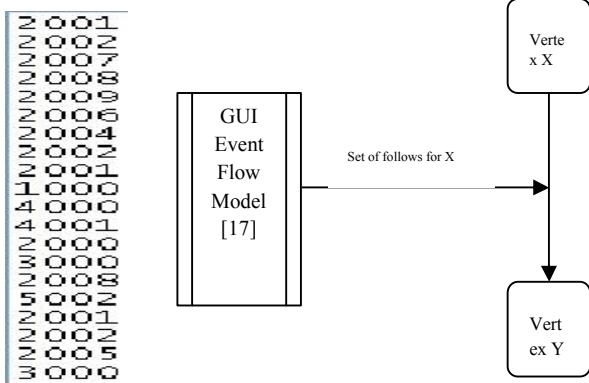 2001
2002
2007
2008
2009
2006
2004
2002
2001
1000
4000
4001
2000
3000
2008
5002
2001
2002
2005
3000
GUI
Event
Flow
Model
[17]
Set of follows for X
Verte
x X
Vert
ex Y